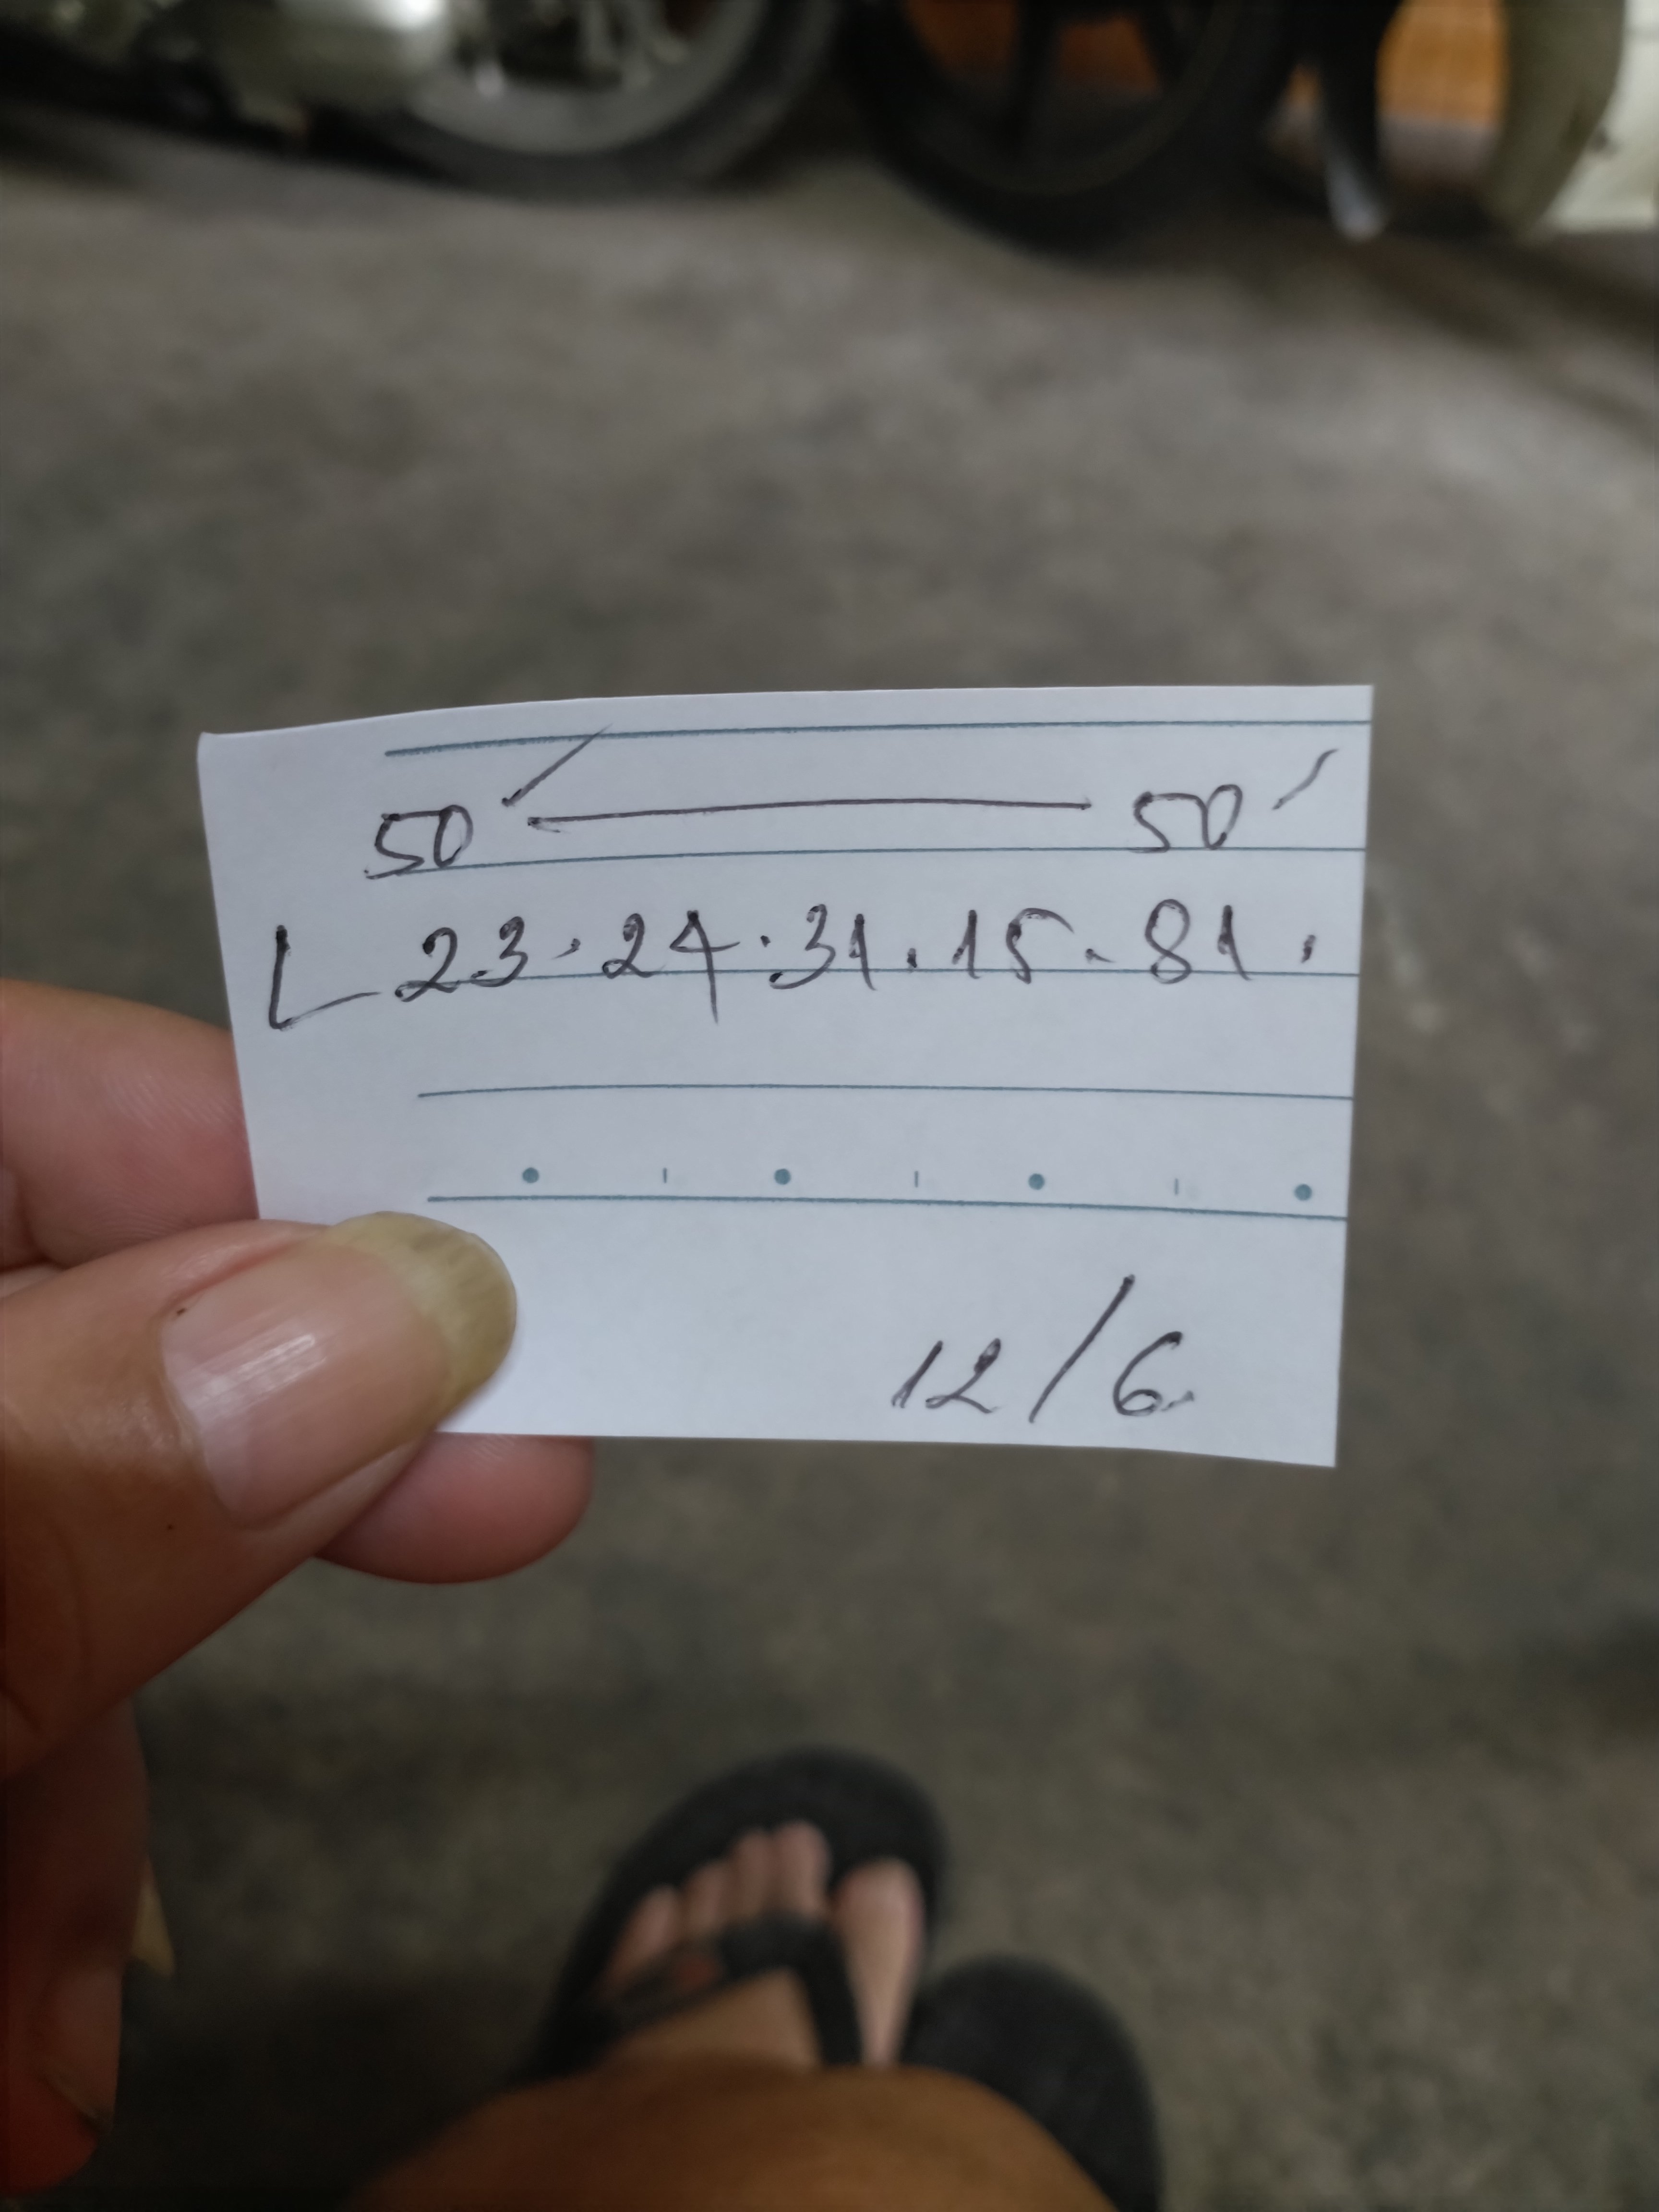 50 ——— 50
L 23 . 24 . 31 . 15 . 81 .
12/6